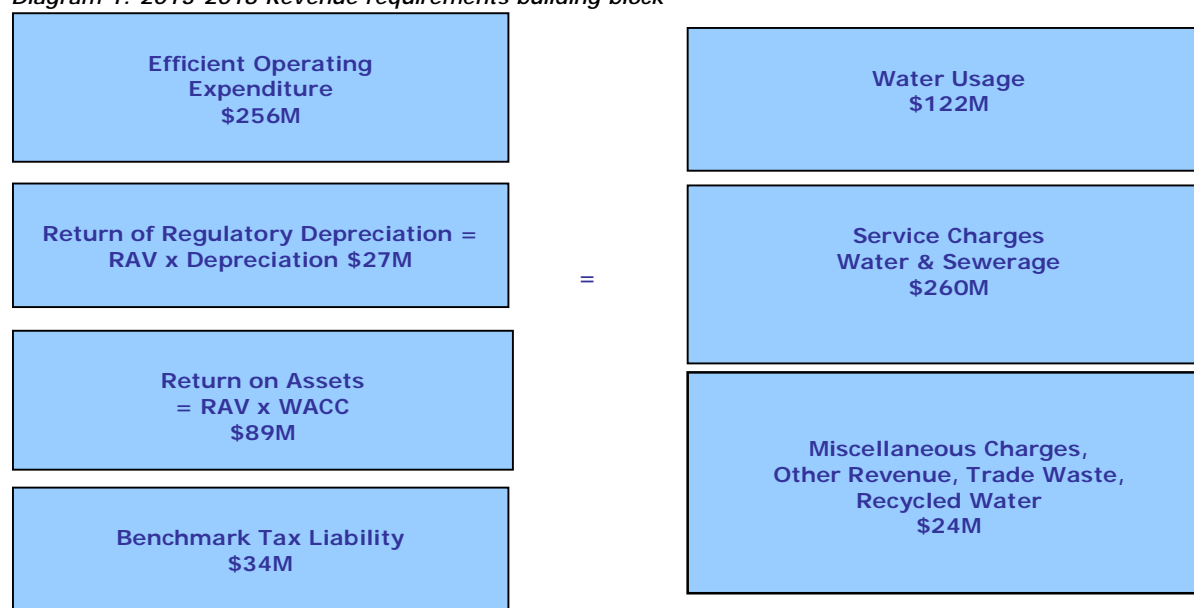 Diagram 1: Revenue requirements building block
Efficient Operating
Expenditure
$256M
Return of Regulatory Depreciation =
RAV x Depreciation $27M
Return on Assets
= RAV x WACC
$89M
Benchmark Tax Liability
$34M
=
Water Usage
$122M
Service Charges
Water & Sewerage
$260M
Miscellaneous Charges,
Other Revenue, Trade Waste,
Recycled Water
$24M